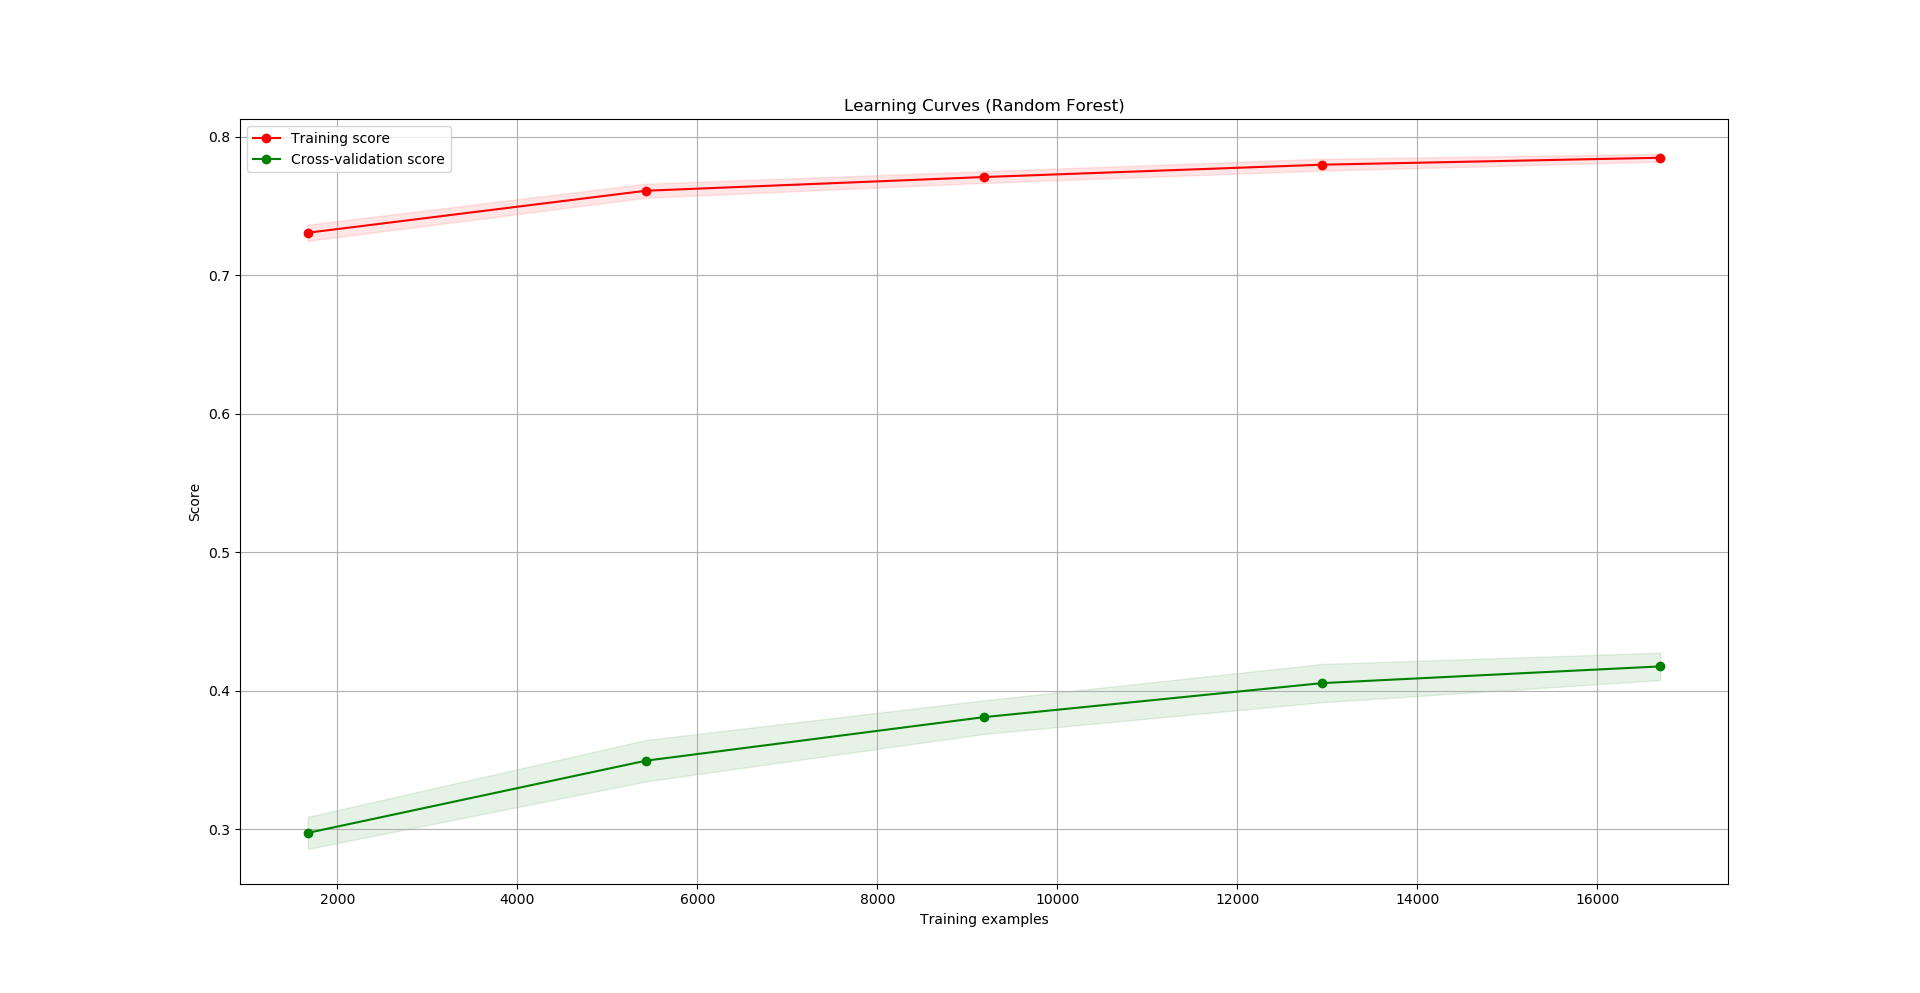 Learning Curves (Random Forest)
Training score
Cross-validation score
0.8
0.7
0.6
0.5
0.4
0.3
Score
2000 4000 6000 8000 10000 12000 14000 16000
Training examples